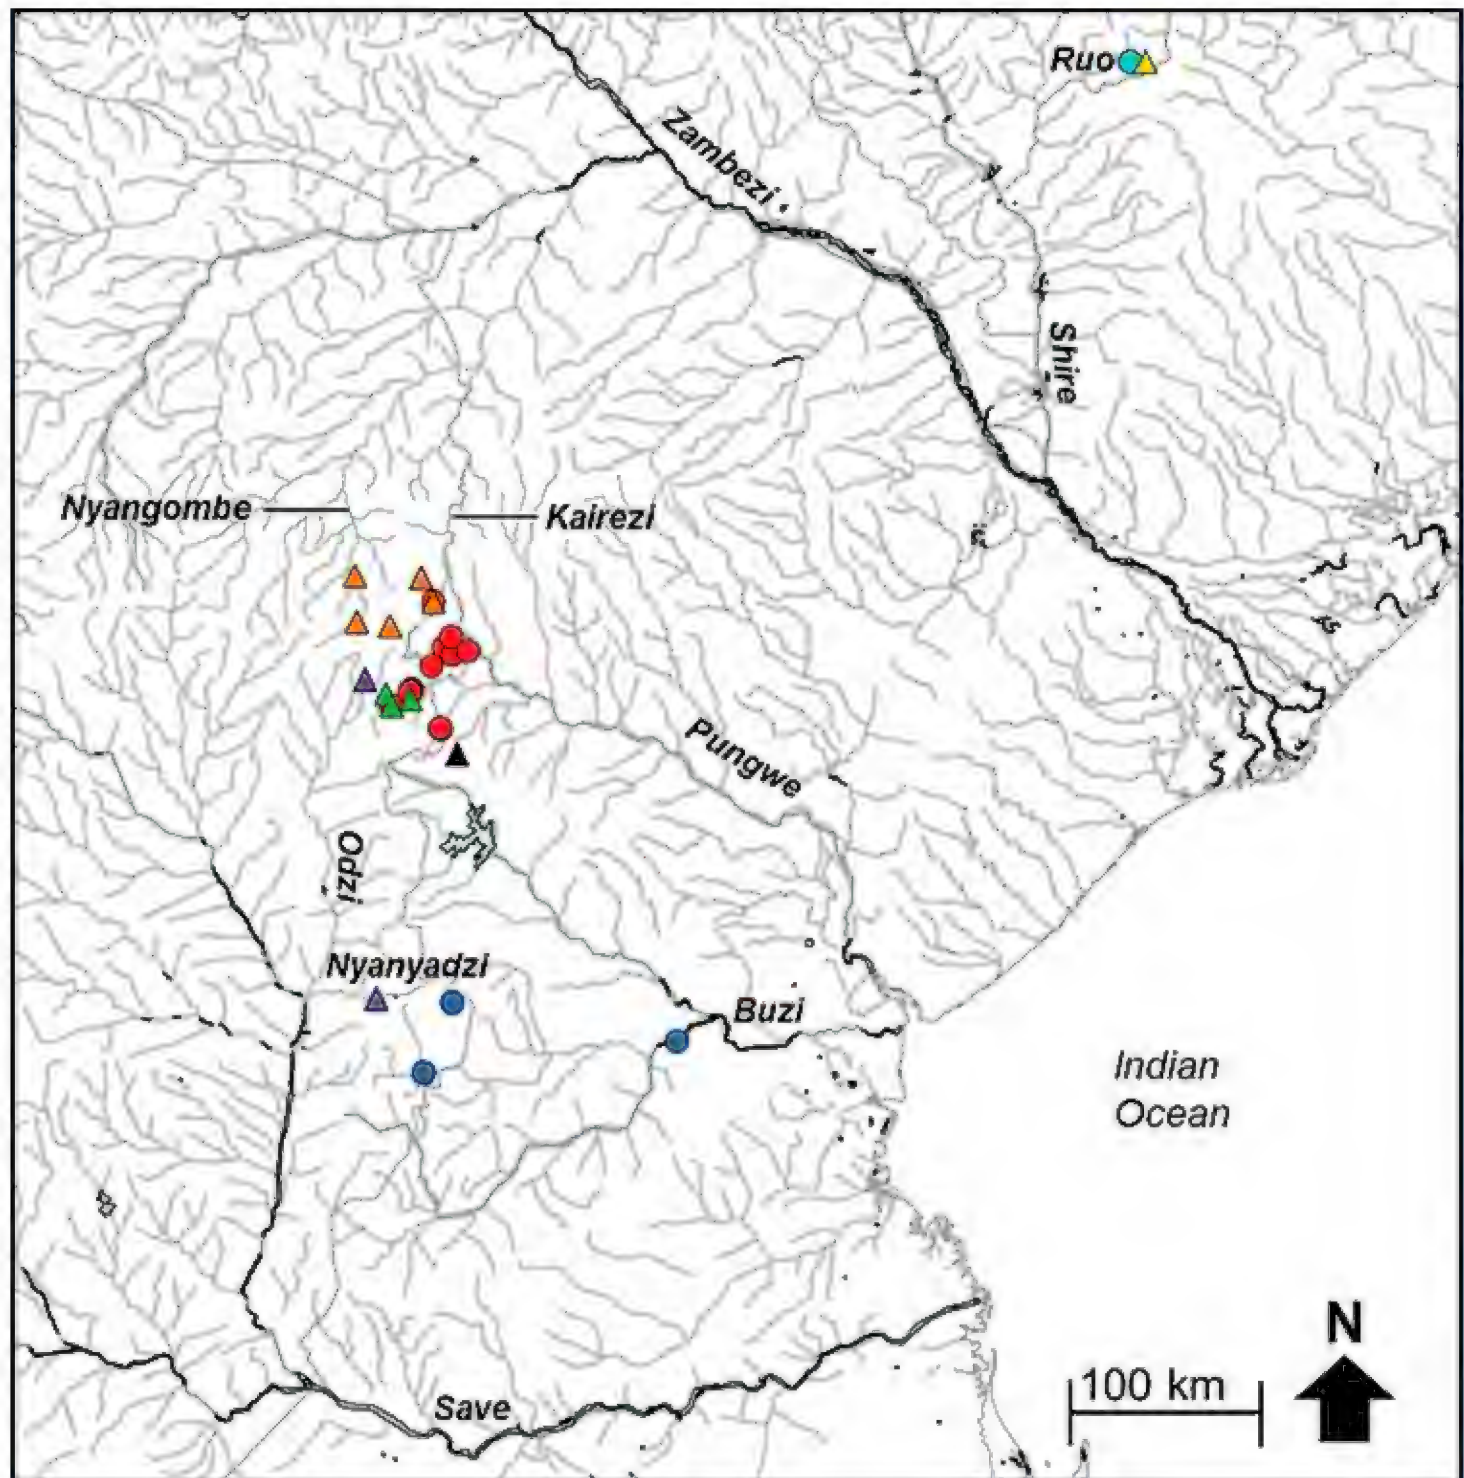 Ruo
Zambezi
Shire
Nyangombe
Kairezi
Pungwe
Odzi
Nyanyadzi
Buzi
Indian
Ocean
N
100 km
Save